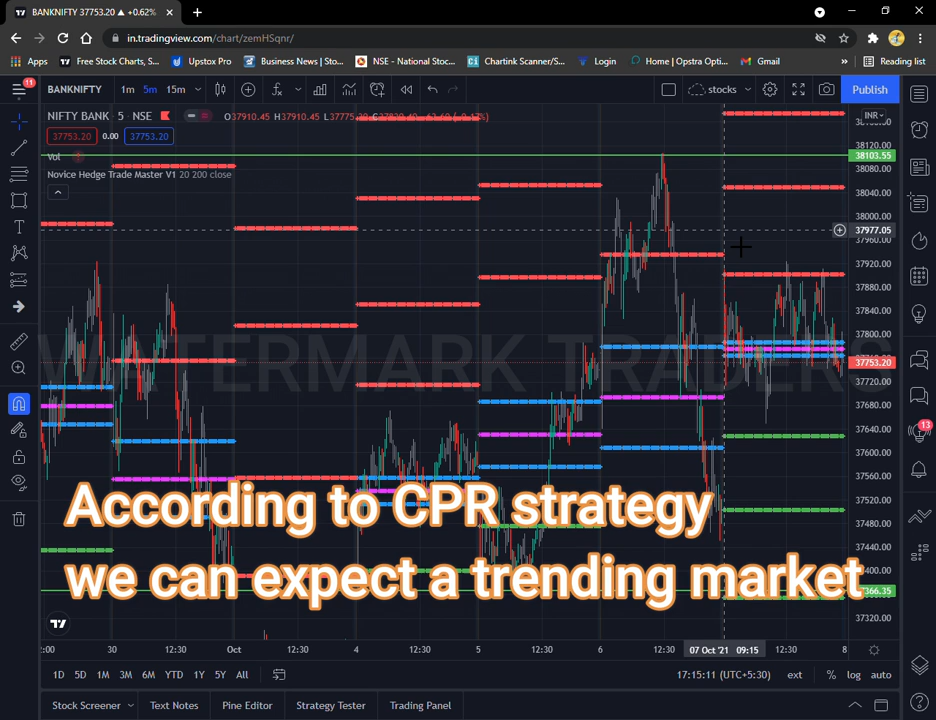 BANKNIFTY 37753.20 ▲ +0.62%
in.tradingview.com/chart/zemHSqnr/
Apps Free Stock Charts, S... Upstox Pro Business News | Sto... NSE - National Stoc... Chartink Scanner/S... Login Home | Opstra Opti... Gmail » Reading list
11 BANKNIFTY 1m 5m 15m stocks Publish
NIFTY BANK · 5 · NSE O37910.45 H37910.45 INR
37753.20 0.00 37753.20
Vol
Novice Hedge Trade Master V1 20 200 close
38103.55
38080.00
38040.00
38000.00
37977.05
37960.00
37920.00
37880.00
37840.00
37800.00
WATERMARK TRADERS
37753.20
37720.00
37680.00
37640.00
37600.00
37560.00
37520.00
37480.00
37440.00
37400.00
37320.00
13
According to CPR strategy
we can expect a trending market
:00 30 12:30 Oct 12:30 4 12:30 5 12:30 6 12:30 07 Oct '21 09:15 12:30 8
1D 5D 1M 3M 6M YTD 1Y 5Y All 17:15:11 (UTC+5:30) ext % log auto
Stock Screener Text Notes Pine Editor Strategy Tester Trading Panel